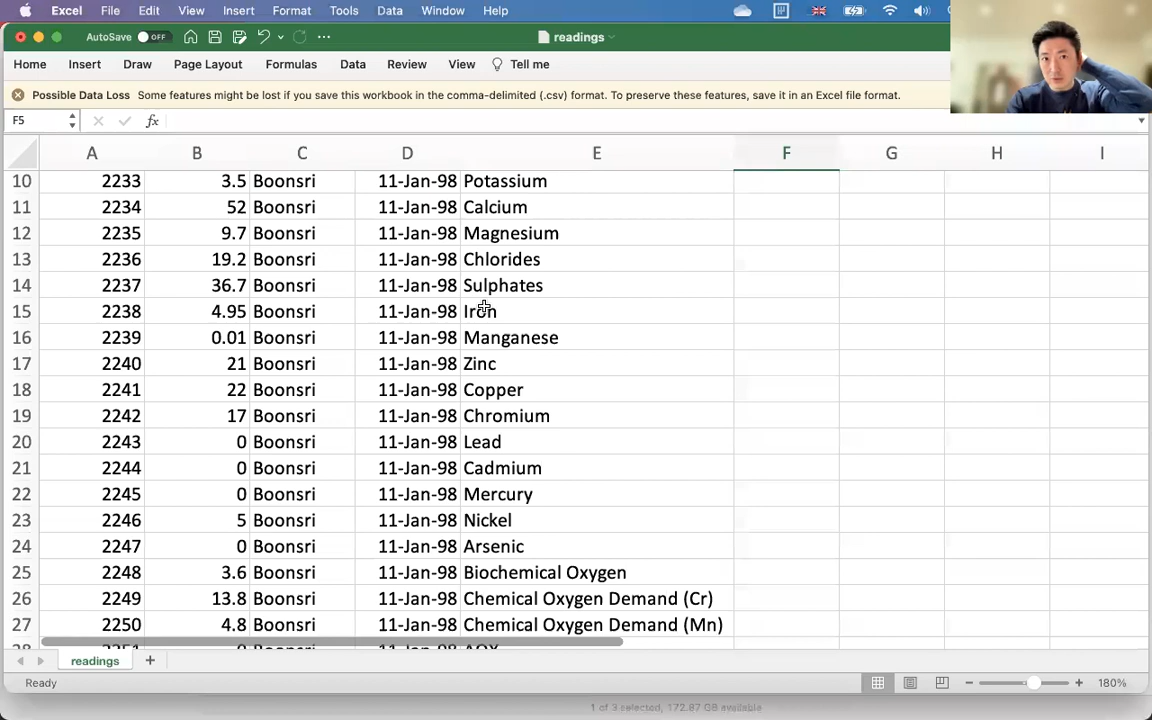 Excel File Edit View Insert Format Tools Data Window Help
AutoSave OFF readings
Home Insert Draw Page Layout Formulas Data Review View Tell me
Possible Data Loss Some features might be lost if you save this workbook in the comma-delimited (.csv) format. To preserve these features, save it in an Excel file format.
F5 fx
A B C D E F G H I
10 2233 3.5 Boonsri 11-Jan-98 Potassium
11 2234 52 Boonsri 11-Jan-98 Calcium
12 2235 9.7 Boonsri 11-Jan-98 Magnesium
13 2236 19.2 Boonsri 11-Jan-98 Chlorides
14 2237 36.7 Boonsri 11-Jan-98 Sulphates
15 2238 4.95 Boonsri 11-Jan-98 Iron
16 2239 0.01 Boonsri 11-Jan-98 Manganese
17 2240 21 Boonsri 11-Jan-98 Zinc
18 2241 22 Boonsri 11-Jan-98 Copper
19 2242 17 Boonsri 11-Jan-98 Chromium
20 2243 0 Boonsri 11-Jan-98 Lead
21 2244 0 Boonsri 11-Jan-98 Cadmium
22 2245 0 Boonsri 11-Jan-98 Mercury
23 2246 5 Boonsri 11-Jan-98 Nickel
24 2247 0 Boonsri 11-Jan-98 Arsenic
25 2248 3.6 Boonsri 11-Jan-98 Biochemical Oxygen
26 2249 13.8 Boonsri 11-Jan-98 Chemical Oxygen Demand (Cr)
27 2250 4.8 Boonsri 11-Jan-98 Chemical Oxygen Demand (Mn)
readings
Ready 180%
1 of 3 selected, 172.87 GB available